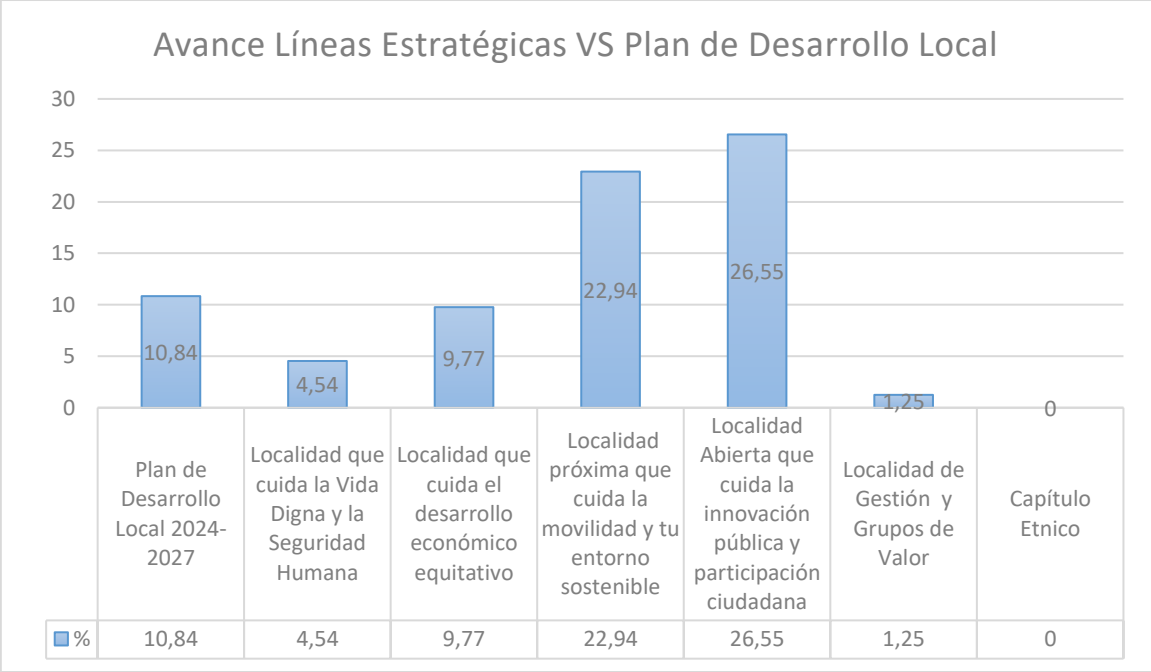 Avance Líneas Estratégicas VS Plan de Desarrollo Local
30
25
20
15
10
5
0
10,84
4,54
9,77
22,94
26,55
1,25
0
Plan de
Desarrollo
Local 2024-
2027
Localidad que
cuida la Vida
Digna y la
Seguridad
Humana
Localidad que
cuida el
desarrollo
económico
equitativo
Localidad
próxima que
cuida la
movilidad y tu
entorno
sostenible
Localidad
Abierta que
cuida la
innovación
pública y
participación
ciudadana
Localidad de
Gestión y
Grupos de
Valor
Capítulo
Etnico
% 10,84 4,54 9,77 22,94 26,55 1,25 0